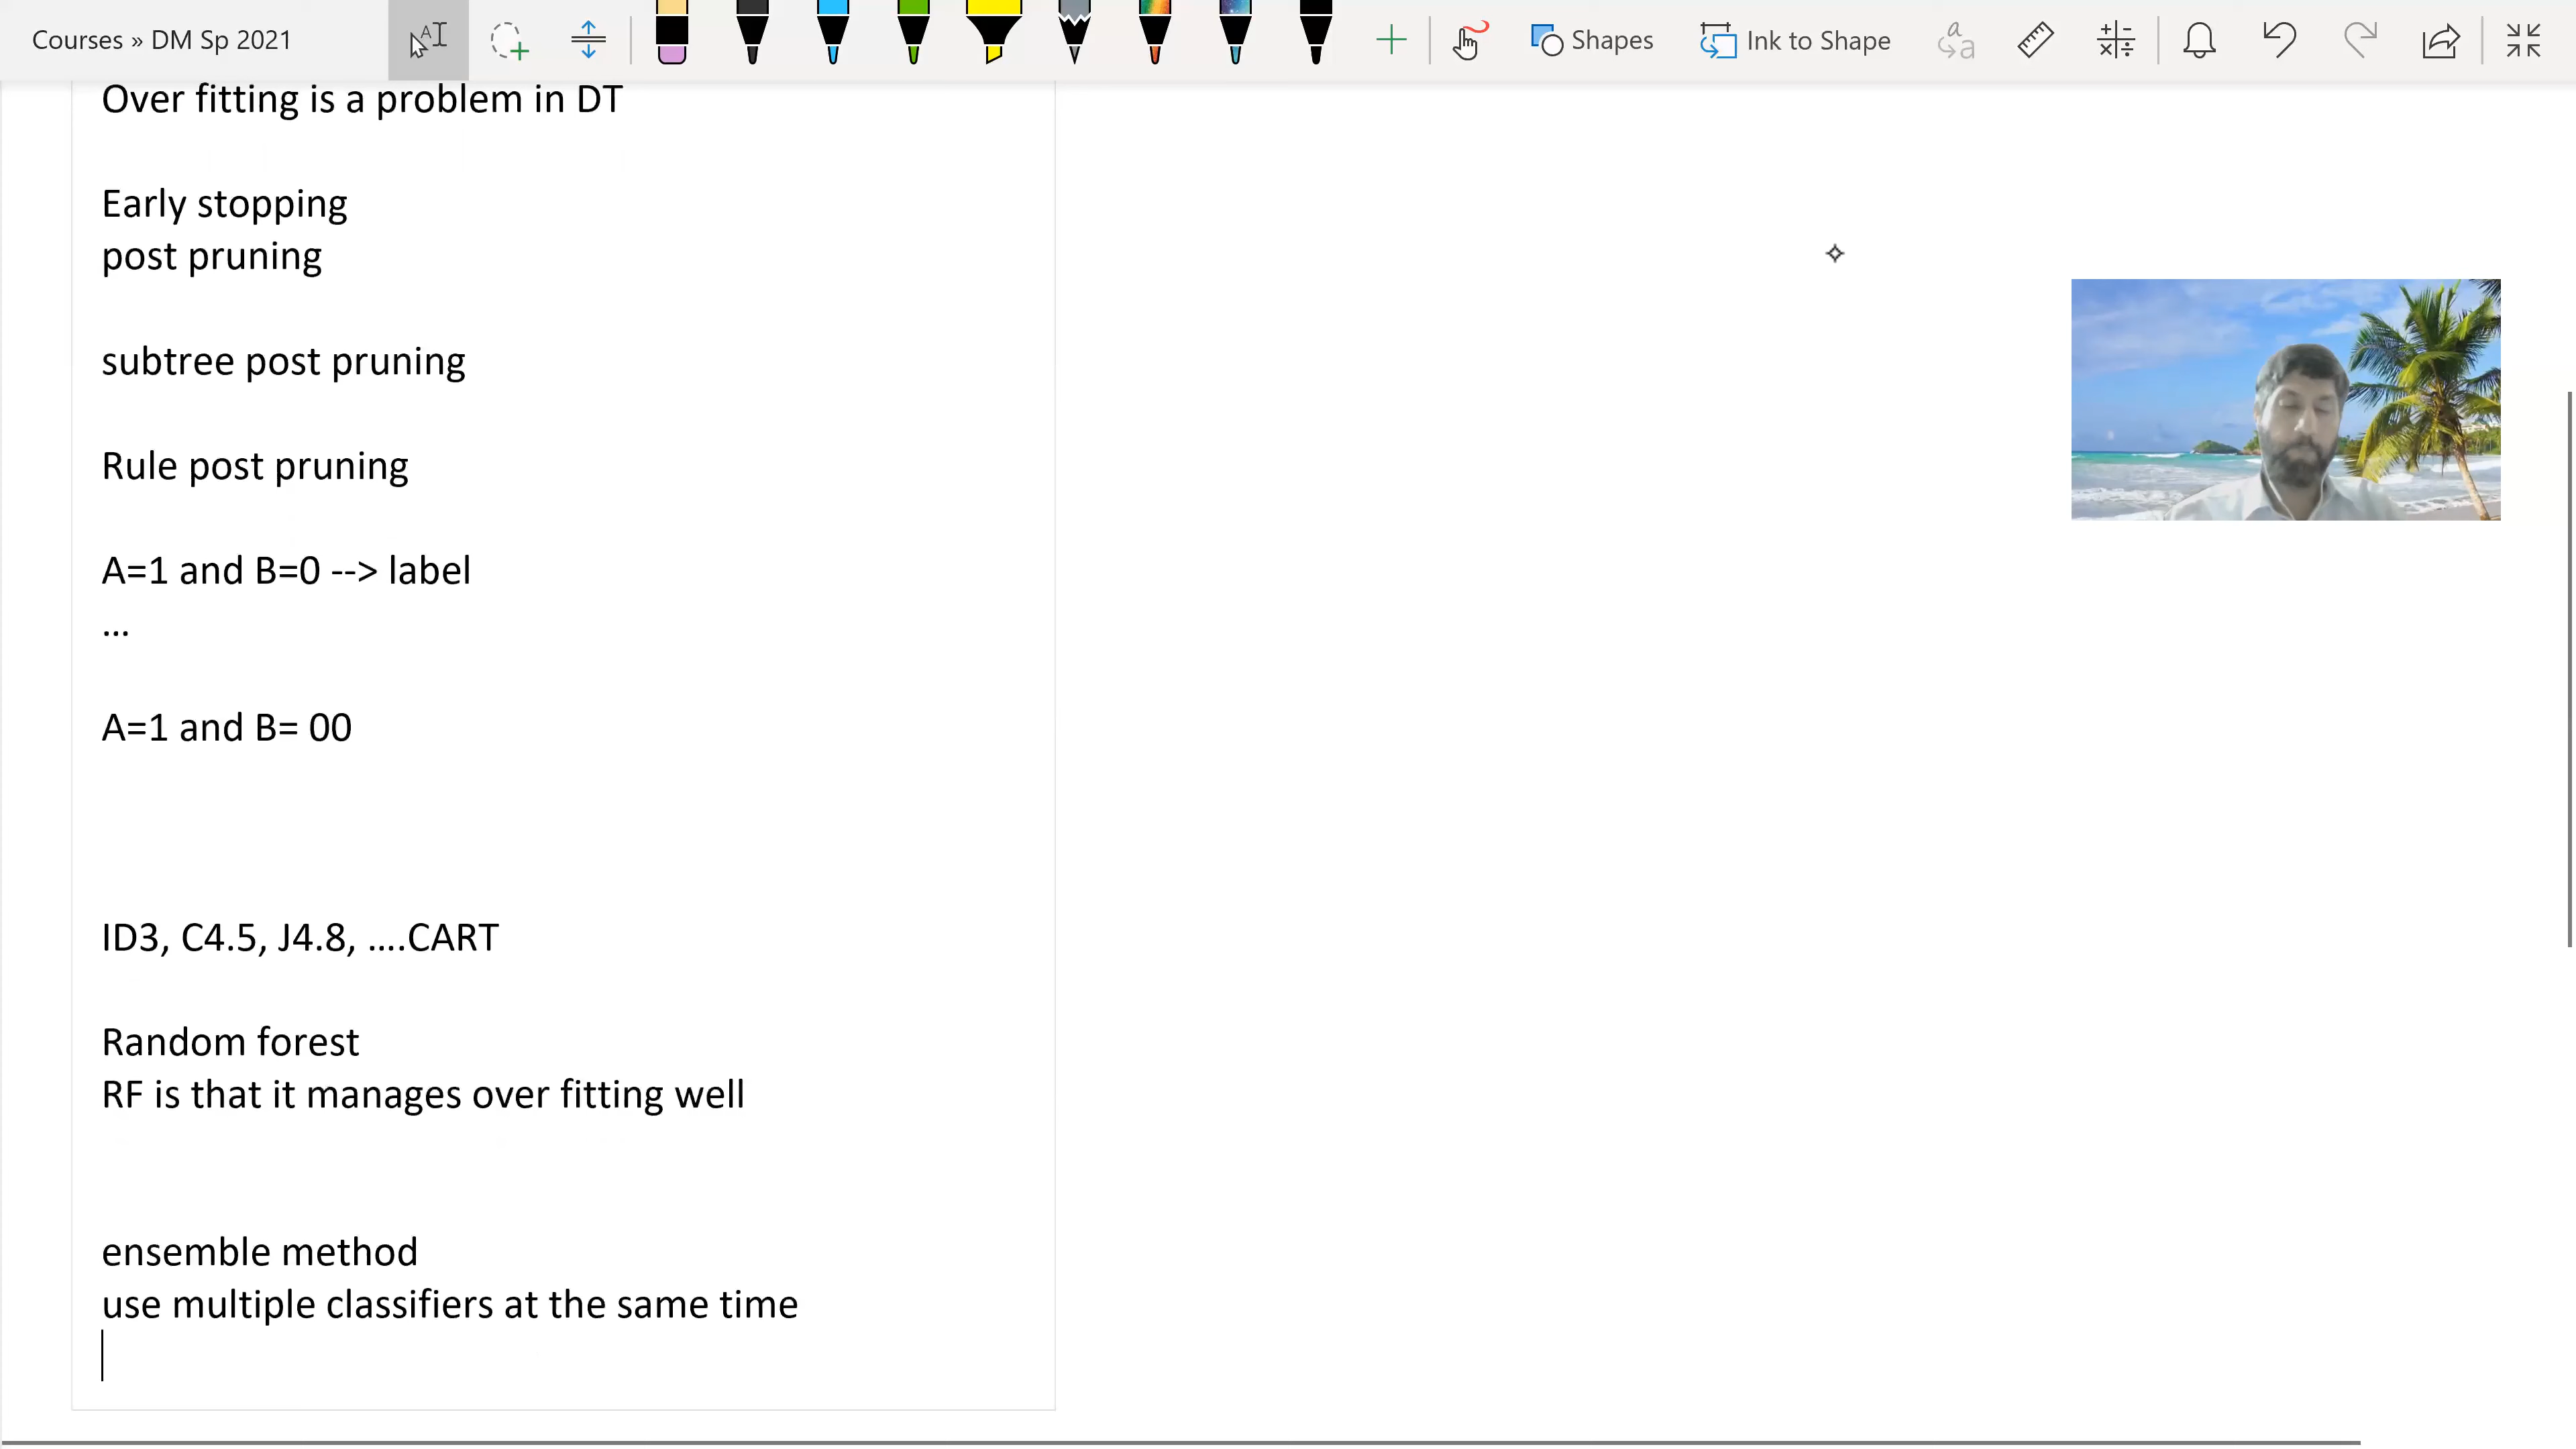 Courses » DM Sp 2021
Shapes
Ink to Shape
Over fitting is a problem in DT
Early stopping
post pruning
subtree post pruning
Rule post pruning
A=1 and B=0 --> label
...
A=1 and B= 00
ID3, C4.5, J4.8, ….CART
Random forest
RF is that it manages over fitting well
ensemble method
use multiple classifiers at the same time